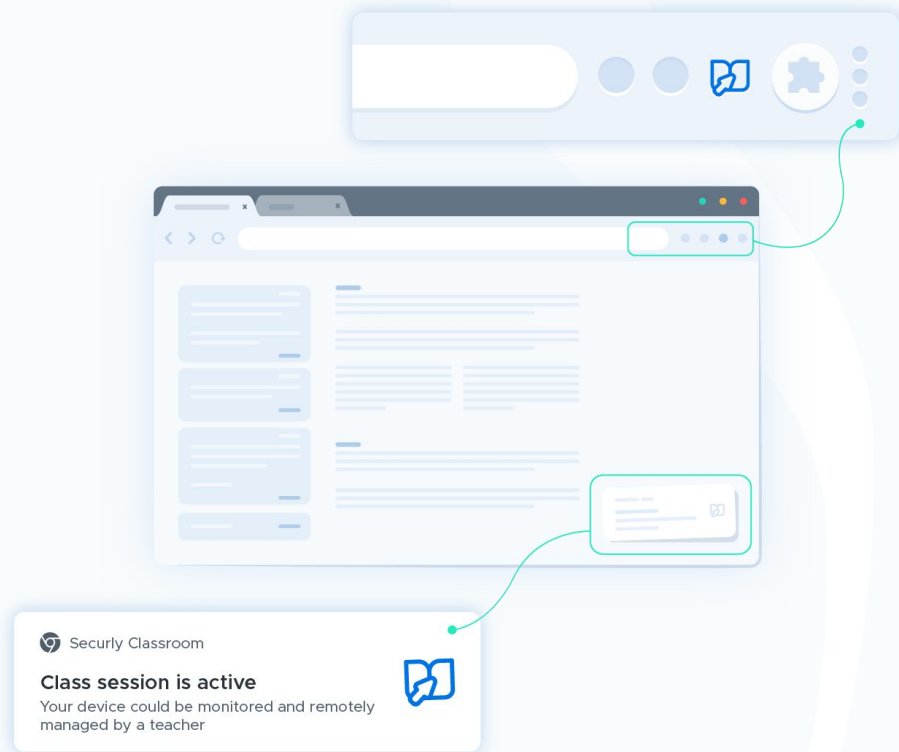 Securly Classroom
Class session is active
Your device could be monitored and remotely
managed by a teacher